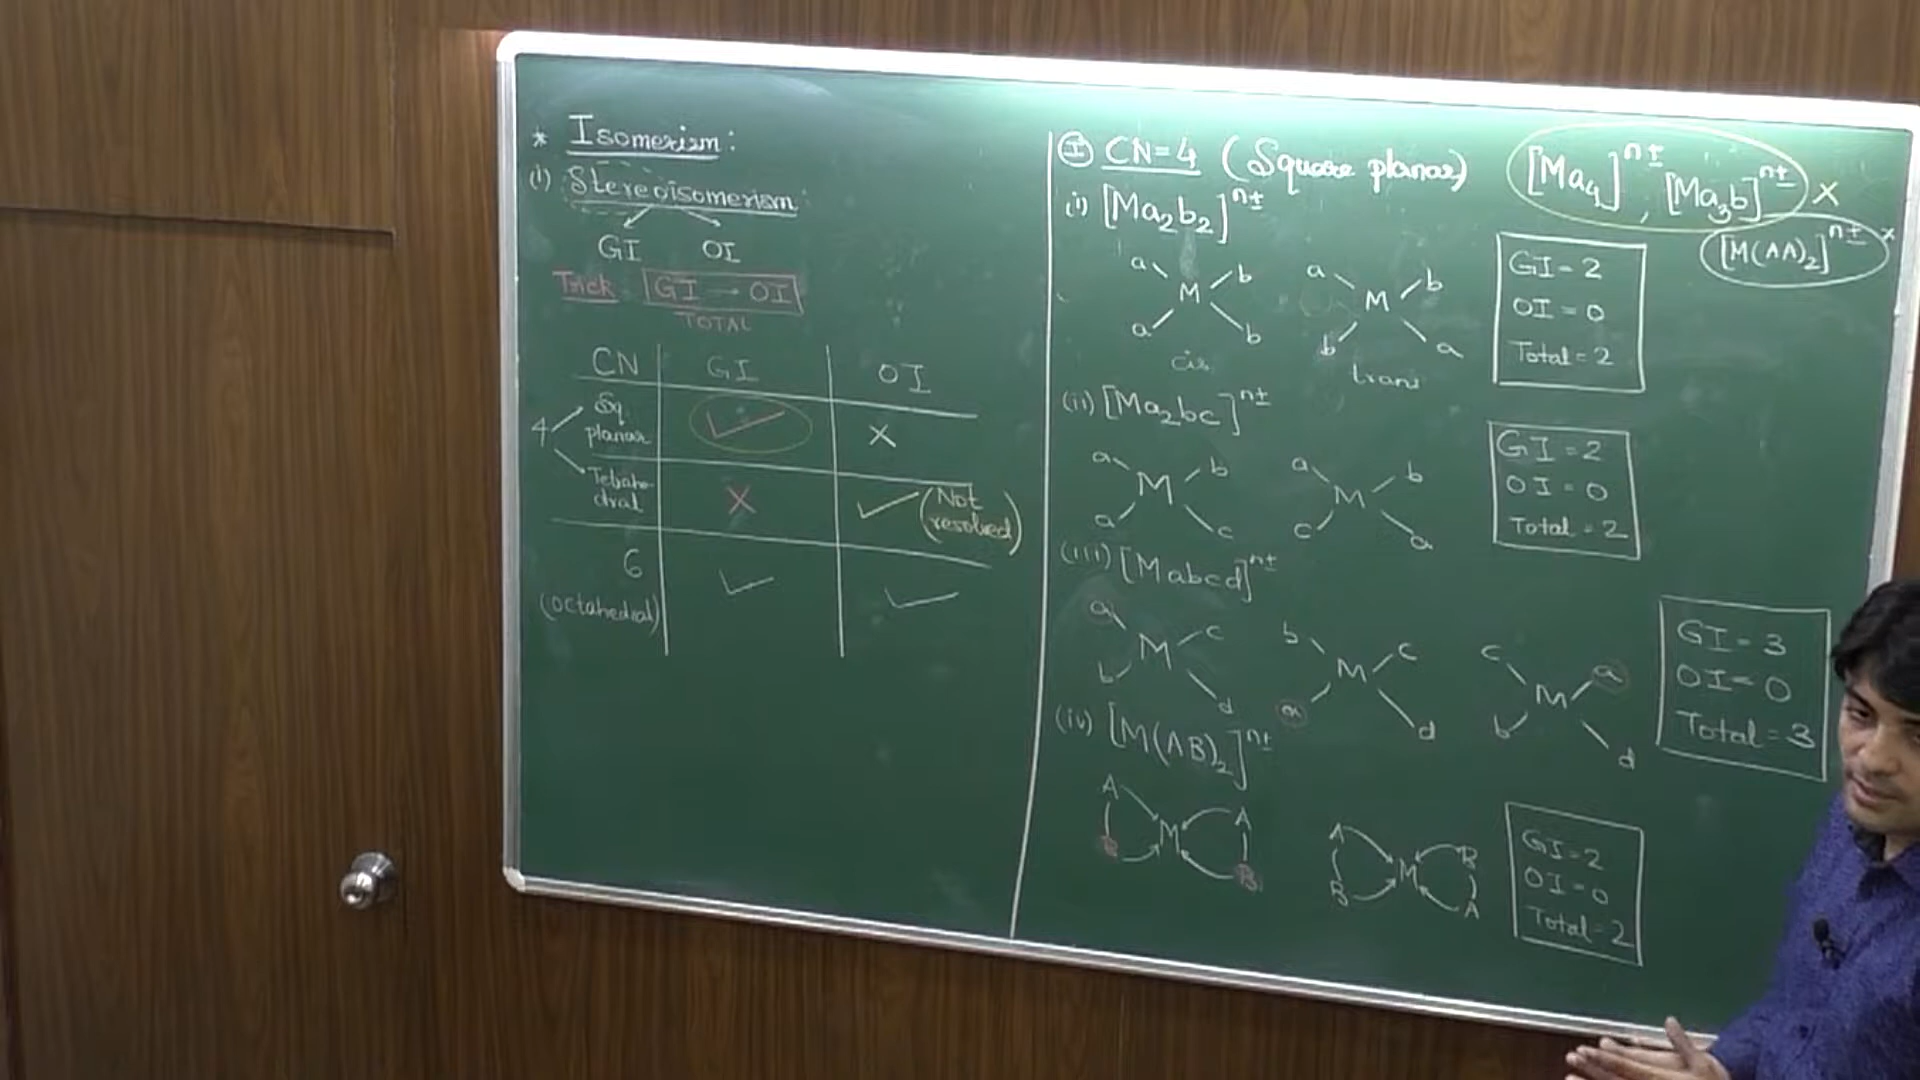 * Isomerism:
(i) Stereoisomerism:
GI OI
Trick GI → OI
TOTAL
CN GI OI
4 Sq. planar ✓ ×
Tetrahedral × ✓ (Not resolved)
6 (octahedral) ✓ ✓
(I) CN=4 (Square planar) [Ma₄]ⁿ±, [Ma₃b]ⁿ± ×
[M(AA)₂]ⁿ± ×
(i) [Ma₂b₂]ⁿ±
a b
M
a b
cis
a b
M
b a
trans
GI = 2
OI = 0
Total = 2
(ii) [Ma₂bc]ⁿ±
a b
M
a c
a b
M
c a
GI = 2
OI = 0
Total = 2
(iii) [Mabcd]ⁿ±
a c
M
b d
b c
M
a d
c a
M
b d
GI = 3
OI = 0
Total = 3
(iv) [M(AB)₂]ⁿ±
A A
M
B B
A B
M
B A
GI = 2
OI = 0
Total = 2